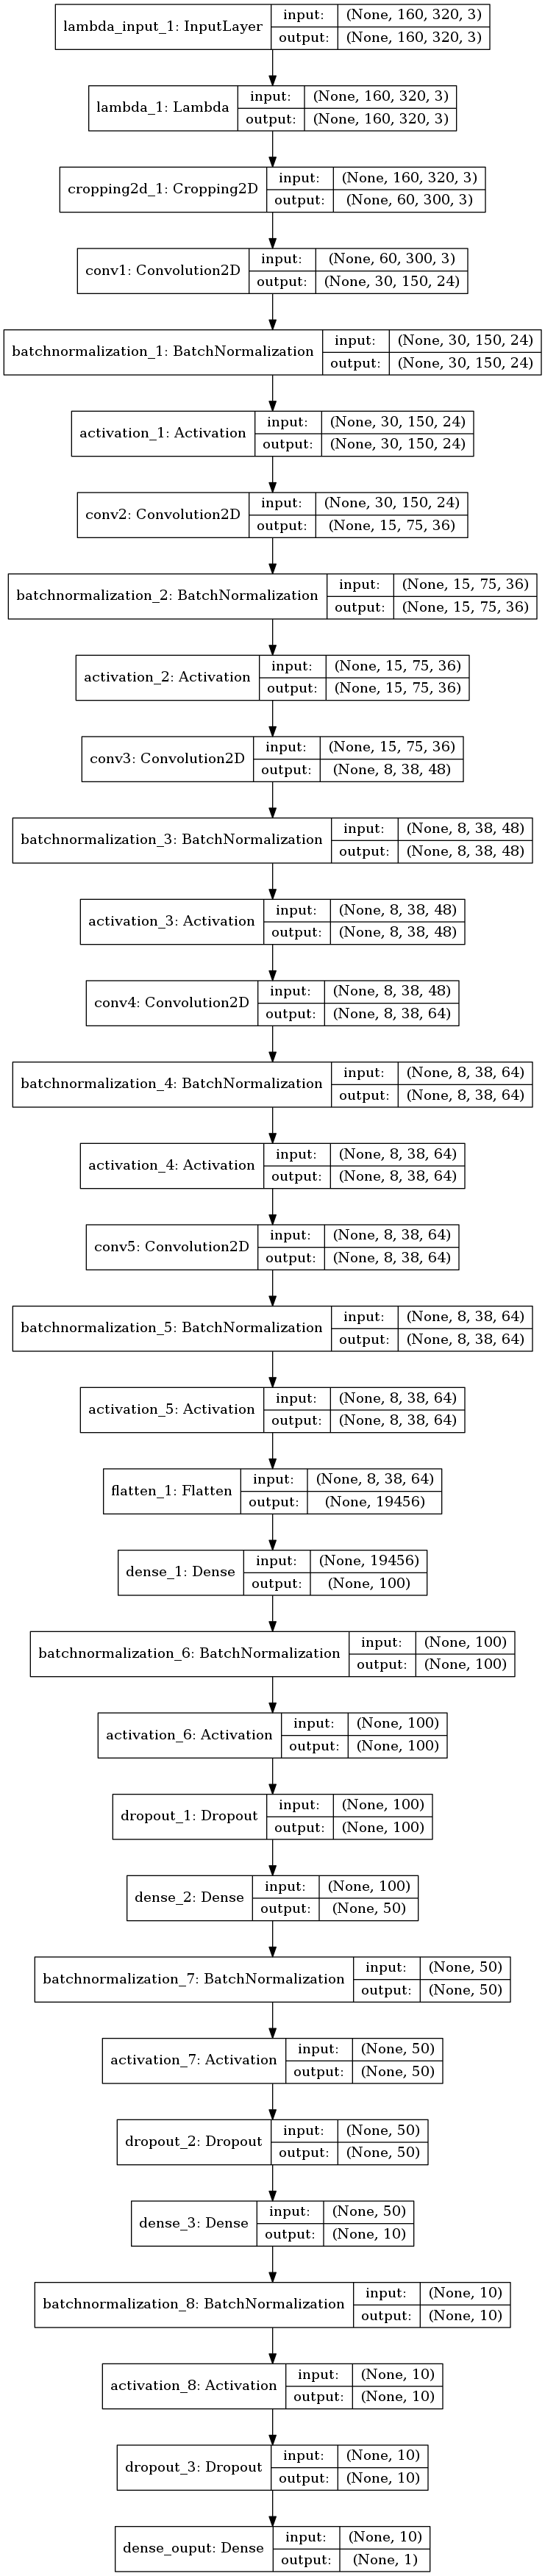 lambda_input_1: InputLayer
input: (None, 160, 320, 3)
output: (None, 160, 320, 3)
lambda_1: Lambda
input: (None, 160, 320, 3)
output: (None, 160, 320, 3)
cropping2d_1: Cropping2D
input: (None, 160, 320, 3)
output: (None, 60, 300, 3)
conv1: Convolution2D
input: (None, 60, 300, 3)
output: (None, 30, 150, 24)
batchnormalization_1: BatchNormalization
input: (None, 30, 150, 24)
output: (None, 30, 150, 24)
activation_1: Activation
input: (None, 30, 150, 24)
output: (None, 30, 150, 24)
conv2: Convolution2D
input: (None, 30, 150, 24)
output: (None, 15, 75, 36)
batchnormalization_2: BatchNormalization
input: (None, 15, 75, 36)
output: (None, 15, 75, 36)
activation_2: Activation
input: (None, 15, 75, 36)
output: (None, 15, 75, 36)
conv3: Convolution2D
input: (None, 15, 75, 36)
output: (None, 8, 38, 48)
batchnormalization_3: BatchNormalization
input: (None, 8, 38, 48)
output: (None, 8, 38, 48)
activation_3: Activation
input: (None, 8, 38, 48)
output: (None, 8, 38, 48)
conv4: Convolution2D
input: (None, 8, 38, 48)
output: (None, 8, 38, 64)
batchnormalization_4: BatchNormalization
input: (None, 8, 38, 64)
output: (None, 8, 38, 64)
activation_4: Activation
input: (None, 8, 38, 64)
output: (None, 8, 38, 64)
conv5: Convolution2D
input: (None, 8, 38, 64)
output: (None, 8, 38, 64)
batchnormalization_5: BatchNormalization
input: (None, 8, 38, 64)
output: (None, 8, 38, 64)
activation_5: Activation
input: (None, 8, 38, 64)
output: (None, 8, 38, 64)
flatten_1: Flatten
input: (None, 8, 38, 64)
output: (None, 19456)
dense_1: Dense
input: (None, 19456)
output: (None, 100)
batchnormalization_6: BatchNormalization
input: (None, 100)
output: (None, 100)
activation_6: Activation
input: (None, 100)
output: (None, 100)
dropout_1: Dropout
input: (None, 100)
output: (None, 100)
dense_2: Dense
input: (None, 100)
output: (None, 50)
batchnormalization_7: BatchNormalization
input: (None, 50)
output: (None, 50)
activation_7: Activation
input: (None, 50)
output: (None, 50)
dropout_2: Dropout
input: (None, 50)
output: (None, 50)
dense_3: Dense
input: (None, 50)
output: (None, 10)
batchnormalization_8: BatchNormalization
input: (None, 10)
output: (None, 10)
activation_8: Activation
input: (None, 10)
output: (None, 10)
dropout_3: Dropout
input: (None, 10)
output: (None, 10)
dense_ouput: Dense
input: (None, 10)
output: (None, 1)